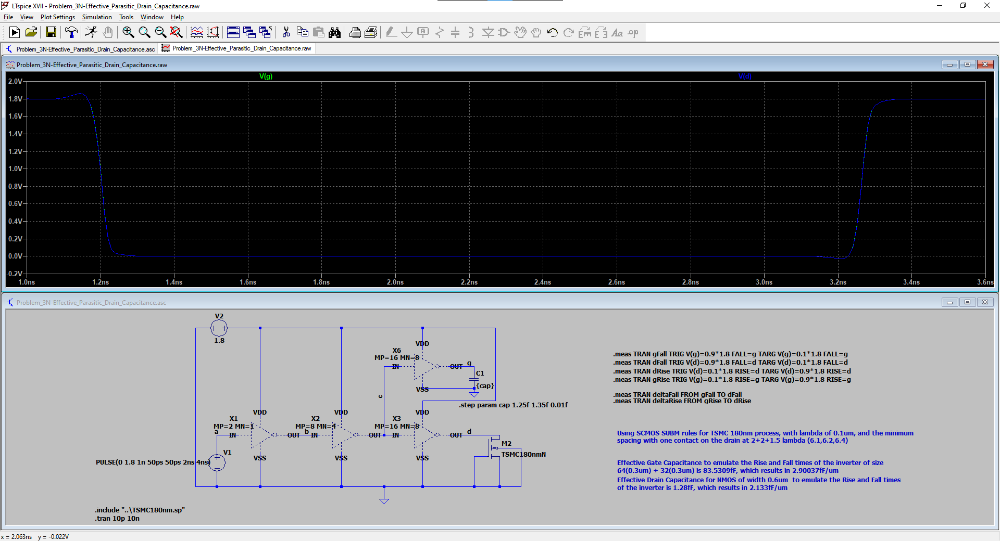 LTspice XVII - Problem_3N-Effective_Parasitic_Drain_Capacitance.raw
File View Plot Settings Simulation Tools Window Help
Problem_3N-Effective_Parasitic_Drain_Capacitance.asc Problem_3N-Effective_Parasitic_Drain_Capacitance.raw
Problem_3N-Effective_Parasitic_Drain_Capacitance.raw
V(g) V(d)
2.0V
1.8V
1.6V
1.4V
1.2V
1.0V
0.8V
0.6V
0.4V
0.2V
0.0V
-0.2V
1.0ns 1.2ns 1.4ns 1.6ns 1.8ns 2.0ns 2.2ns 2.4ns 2.6ns 2.8ns 3.0ns 3.2ns 3.4ns 3.6ns
Problem_3N-Effective_Parasitic_Drain_Capacitance.asc
V2
1.8
VDD
X6
MP=16 MN=8
IN OUT g
C1
{cap}
VSS
c
.step param cap 1.25f 1.35f 0.01f
VDD VDD VDD
X1 X2 X3
MP=2 MN=1 MP=8 MN=4 MP=16 MN=8
a IN OUT b IN OUT IN OUT d
M2
TSMC180nmN
V1
VSS VSS VSS
PULSE(0 1.8 1n 50ps 50ps 2ns 4ns)
.include "..\TSMC180nm.sp"
.tran 10p 10n
.meas TRAN gFall TRIG V(g)=0.9*1.8 FALL=g TARG V(g)=0.1*1.8 FALL=g
.meas TRAN dFall TRIG V(d)=0.9*1.8 FALL=d TARG V(d)=0.1*1.8 FALL=d
.meas TRAN dRise TRIG V(d)=0.1*1.8 RISE=d TARG V(d)=0.9*1.8 RISE=d
.meas TRAN gRise TRIG V(g)=0.1*1.8 RISE=g TARG V(g)=0.9*1.8 RISE=g
.meas TRAN deltaFall FROM gFall TO dFall
.meas TRAN deltaRise FROM gRise TO dRise
Using SCMOS SUBM rules for TSMC 180nm process, with lambda of 0.1um, and the minimum
spacing with one contact on the drain at 2+2+1.5 lambda (6.1,6.2,6.4)
Effective Gate Capacitance to emulate the Rise and Fall times of the inverter of size
64(0.3um) + 32(0.3um) is 83.5309fF, which results in 2.90037fF/um
Effective Drain Capacitance for NMOS of width 0.6um to emulate the Rise and Fall times
of the inverter is 1.28fF, which results in 2.133fF/um
x = 2.063ns y = -0.022V